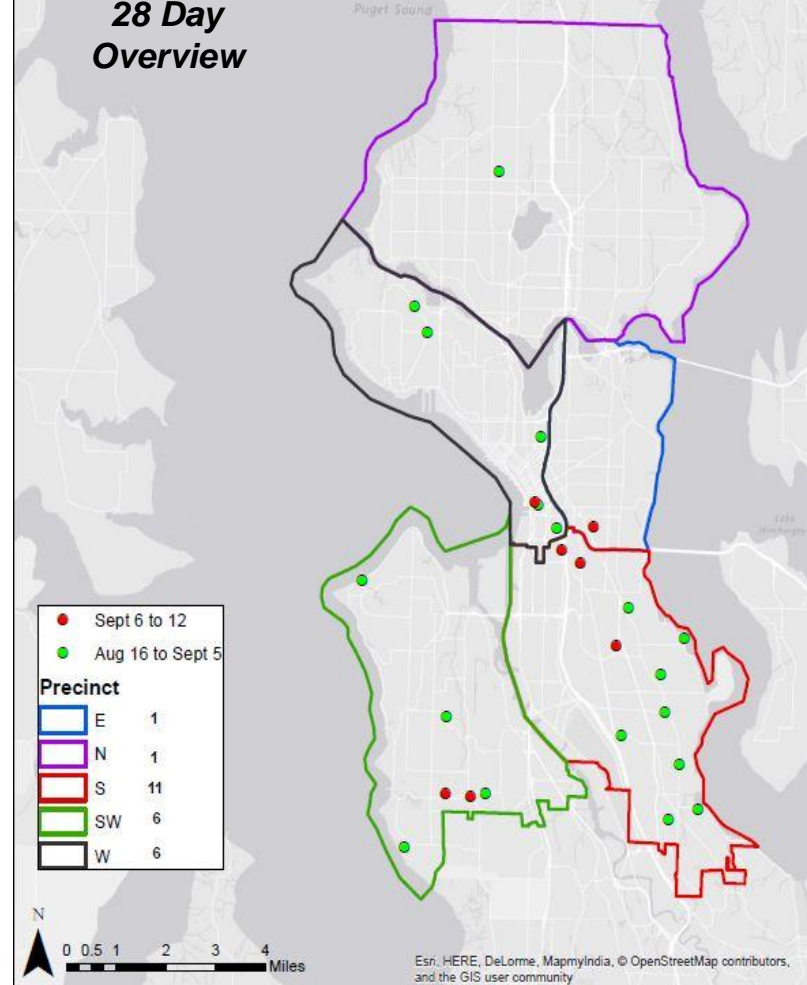 28 Day
Overview
Puget Sound
Lake
Sept 6 to 12
Aug 16 to Sept 5
Precinct
E 1
N 1
S 11
SW 6
W 6
N
0 0.5 1 2 3 4
Miles
Esri, HERE, DeLorme, MapmyIndia, © OpenStreetMap contributors,
and the GIS user community